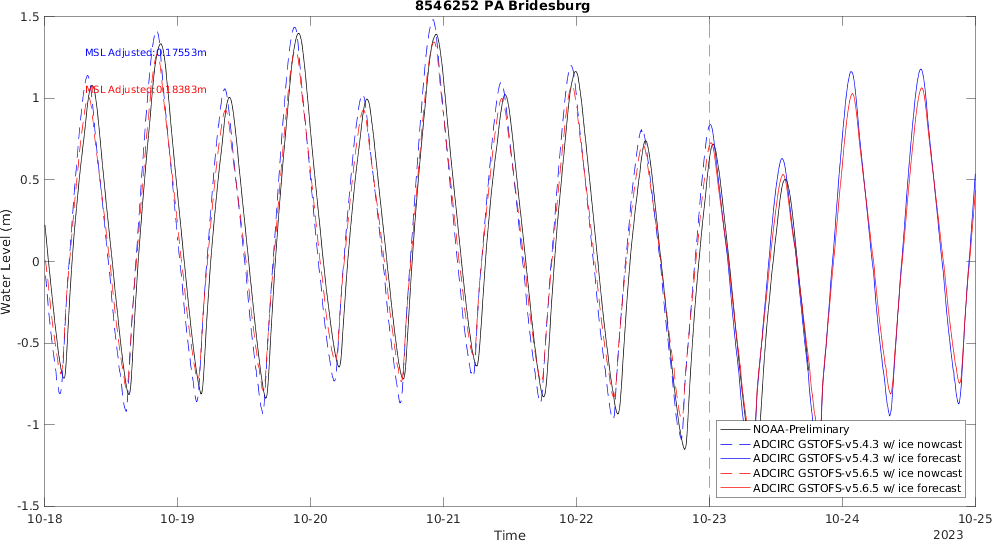 8546252 PA Bridesburg
MSL Adjusted:0.17553m
MSL Adjusted:0.18383m
Water Level (m)
1.5
1
0.5
0
-0.5
-1
-1.5
NOAA-Preliminary
ADCIRC GSTOFS-v5.4.3 w/ ice nowcast
ADCIRC GSTOFS-v5.4.3 w/ ice forecast
ADCIRC GSTOFS-v5.6.5 w/ ice nowcast
ADCIRC GSTOFS-v5.6.5 w/ ice forecast
10-18 10-19 10-20 10-21 10-22 10-23 10-24 10-25
Time
2023